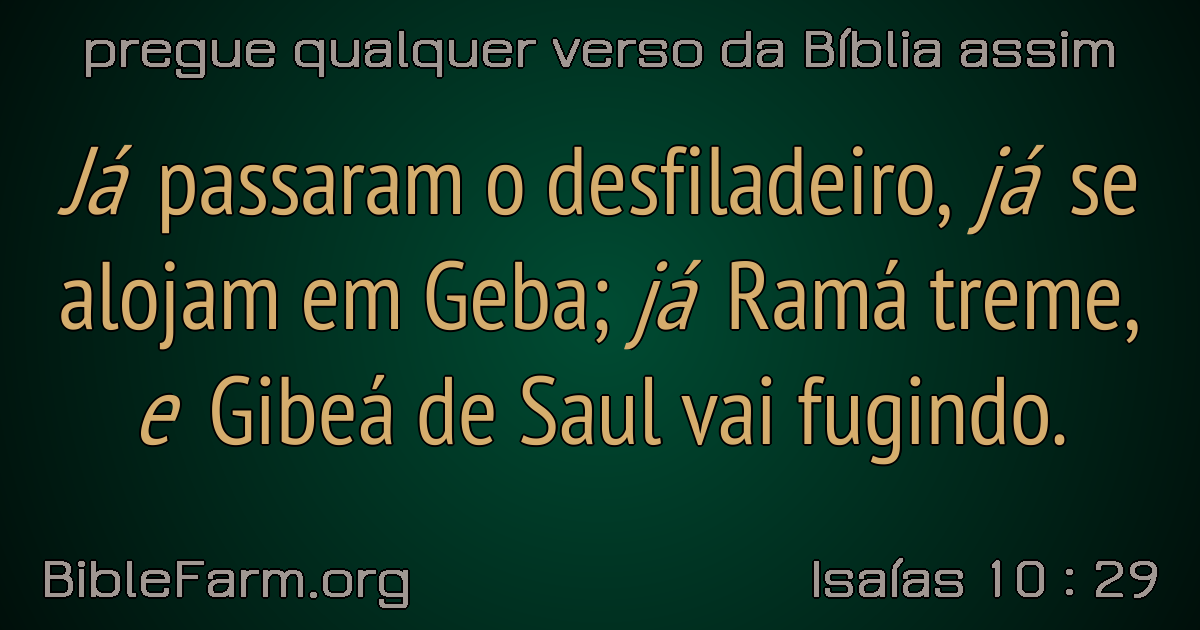 pregue qualquer verso da Bíblia assim
Já passaram o desfiladeiro, já se
alojam em Geba; já Ramá treme,
e Gibeá de Saul vai fugindo.
BibleFarm.org
Isaías 10 : 29